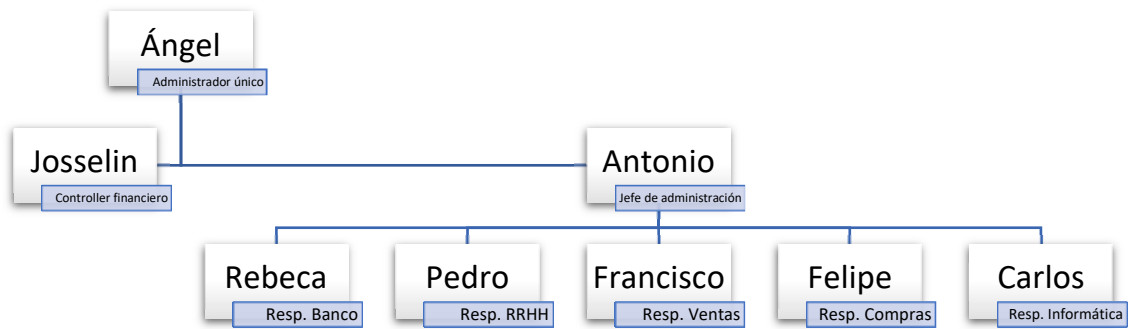 Ángel
Administrador único
Josselin
Controller financiero
Antonio
Jefe de administración
Rebeca
Resp. Banco
Pedro
Resp. RRHH
Francisco
Resp. Ventas
Felipe
Resp. Compras
Carlos
Resp. Informática